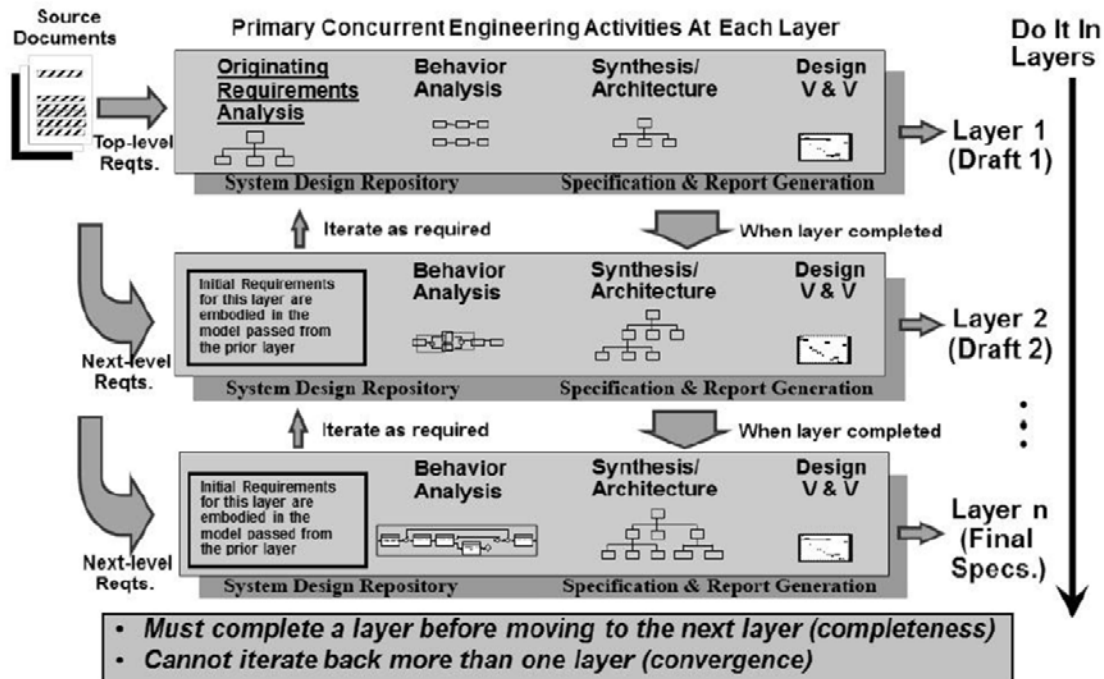 Source
Documents
Primary Concurrent Engineering Activities At Each Layer
Do It In
Layers
Originating
Requirements
Analysis
Behavior
Analysis
Synthesis/
Architecture
Design
V & V
Top-level
Reqts.
Layer 1
(Draft 1)
System Design Repository
Specification & Report Generation
Iterate as required
When layer completed
Initial Requirements
for this layer are
embodied in the
model passed from
the prior layer
Behavior
Analysis
Synthesis/
Architecture
Design
V & V
Layer 2
(Draft 2)
Next-level
Reqts.
System Design Repository
Specification & Report Generation
Iterate as required
When layer completed
Initial Requirements
for this layer are
embodied in the
model passed from
the prior layer
Behavior
Analysis
Synthesis/
Architecture
Design
V & V
Layer n
(Final
Specs.)
Next-level
Reqts.
System Design Repository
Specification & Report Generation
• Must complete a layer before moving to the next layer (completeness)
• Cannot iterate back more than one layer (convergence)